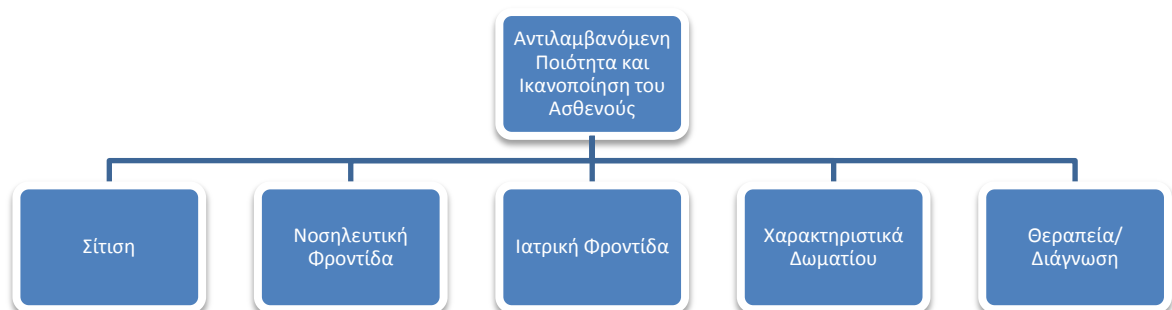 Αντιλαμβανόμενη
Ποιότητα και
Ικανοποίηση του
Ασθενούς
Σίτιση
Νοσηλευτική
Φροντίδα
Ιατρική Φροντίδα
Χαρακτηριστικά
Δωματίου
Θεραπεία/
Διάγνωση